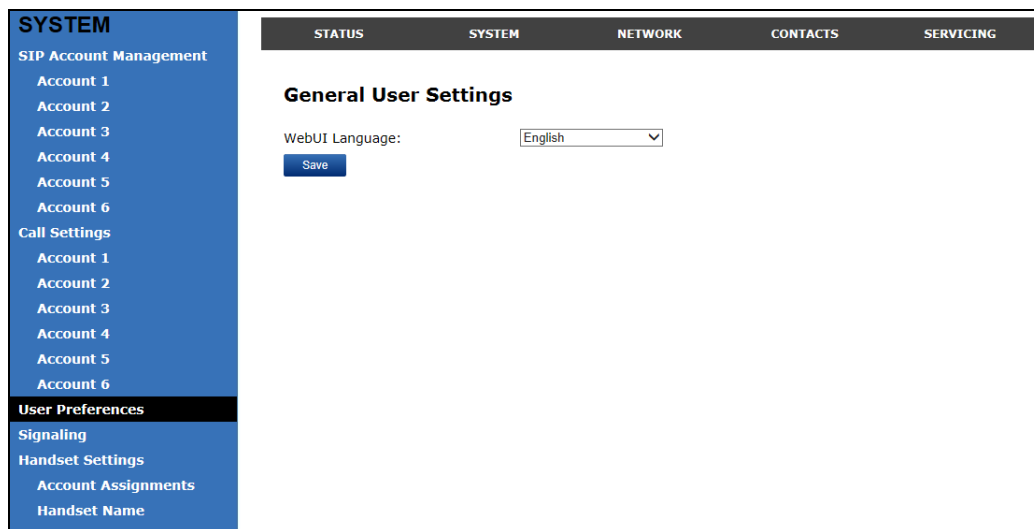 SYSTEM
SIP Account Management
Account 1
Account 2
Account 3
Account 4
Account 5
Account 6
Call Settings
Account 1
Account 2
Account 3
Account 4
Account 5
Account 6
User Preferences
Signaling
Handset Settings
Account Assignments
Handset Name
STATUS SYSTEM NETWORK CONTACTS SERVICING
General User Settings
WebUI Language: English
Save